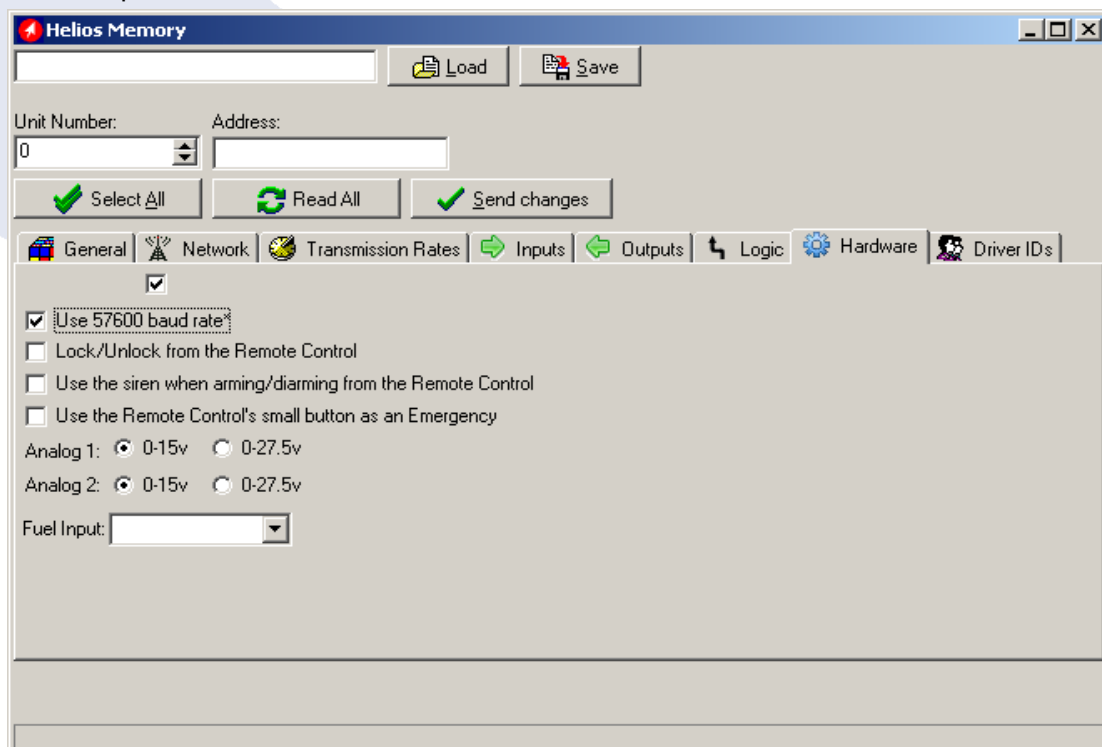 Helios Memory
Load Save
Unit Number: Address:
0
Select All Read All Send changes
General Network Transmission Rates Inputs Outputs Logic Hardware Driver IDs
Use 57600 baud rate*
Lock/Unlock from the Remote Control
Use the siren when arming/diarming from the Remote Control
Use the Remote Control's small button as an Emergency
Analog 1: 0-15v 0-27.5v
Analog 2: 0-15v 0-27.5v
Fuel Input: